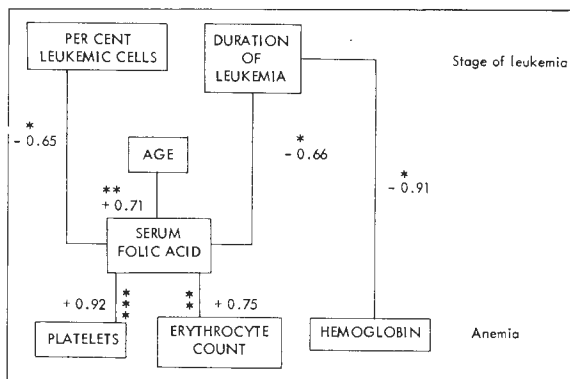 PER CENT
LEUKEMIC CELLS
DURATION
OF
LEUKEMIA
Stage of leukemia
*
- 0.65
*
- 0.66
*
- 0.91
AGE
**
+ 0.71
SERUM
FOLIC ACID
+ 0.92
***
**
+ 0.75
PLATELETS
ERYTHROCYTE
COUNT
HEMOGLOBIN
Anemia